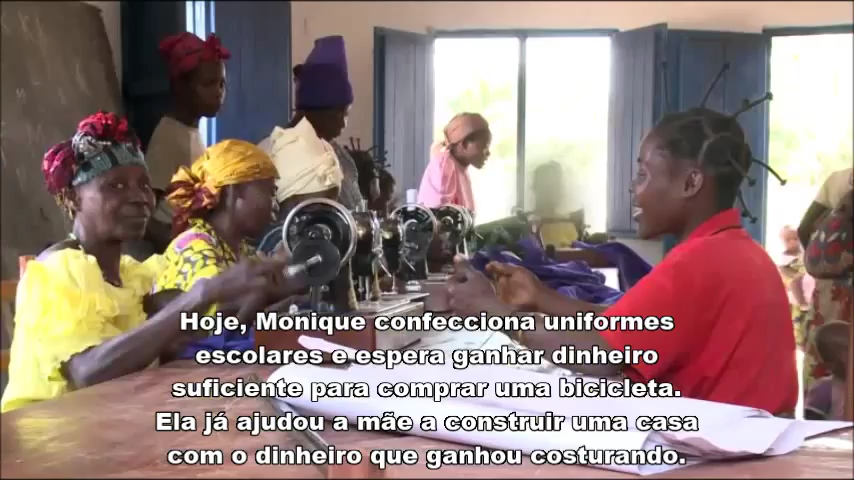 Hoje, Monique confecciona uniformes
escolares e espera ganhar dinheiro
suficiente para comprar uma bicicleta.
Ela já ajudou a mãe a construir uma casa
com o dinheiro que ganhou costurando.